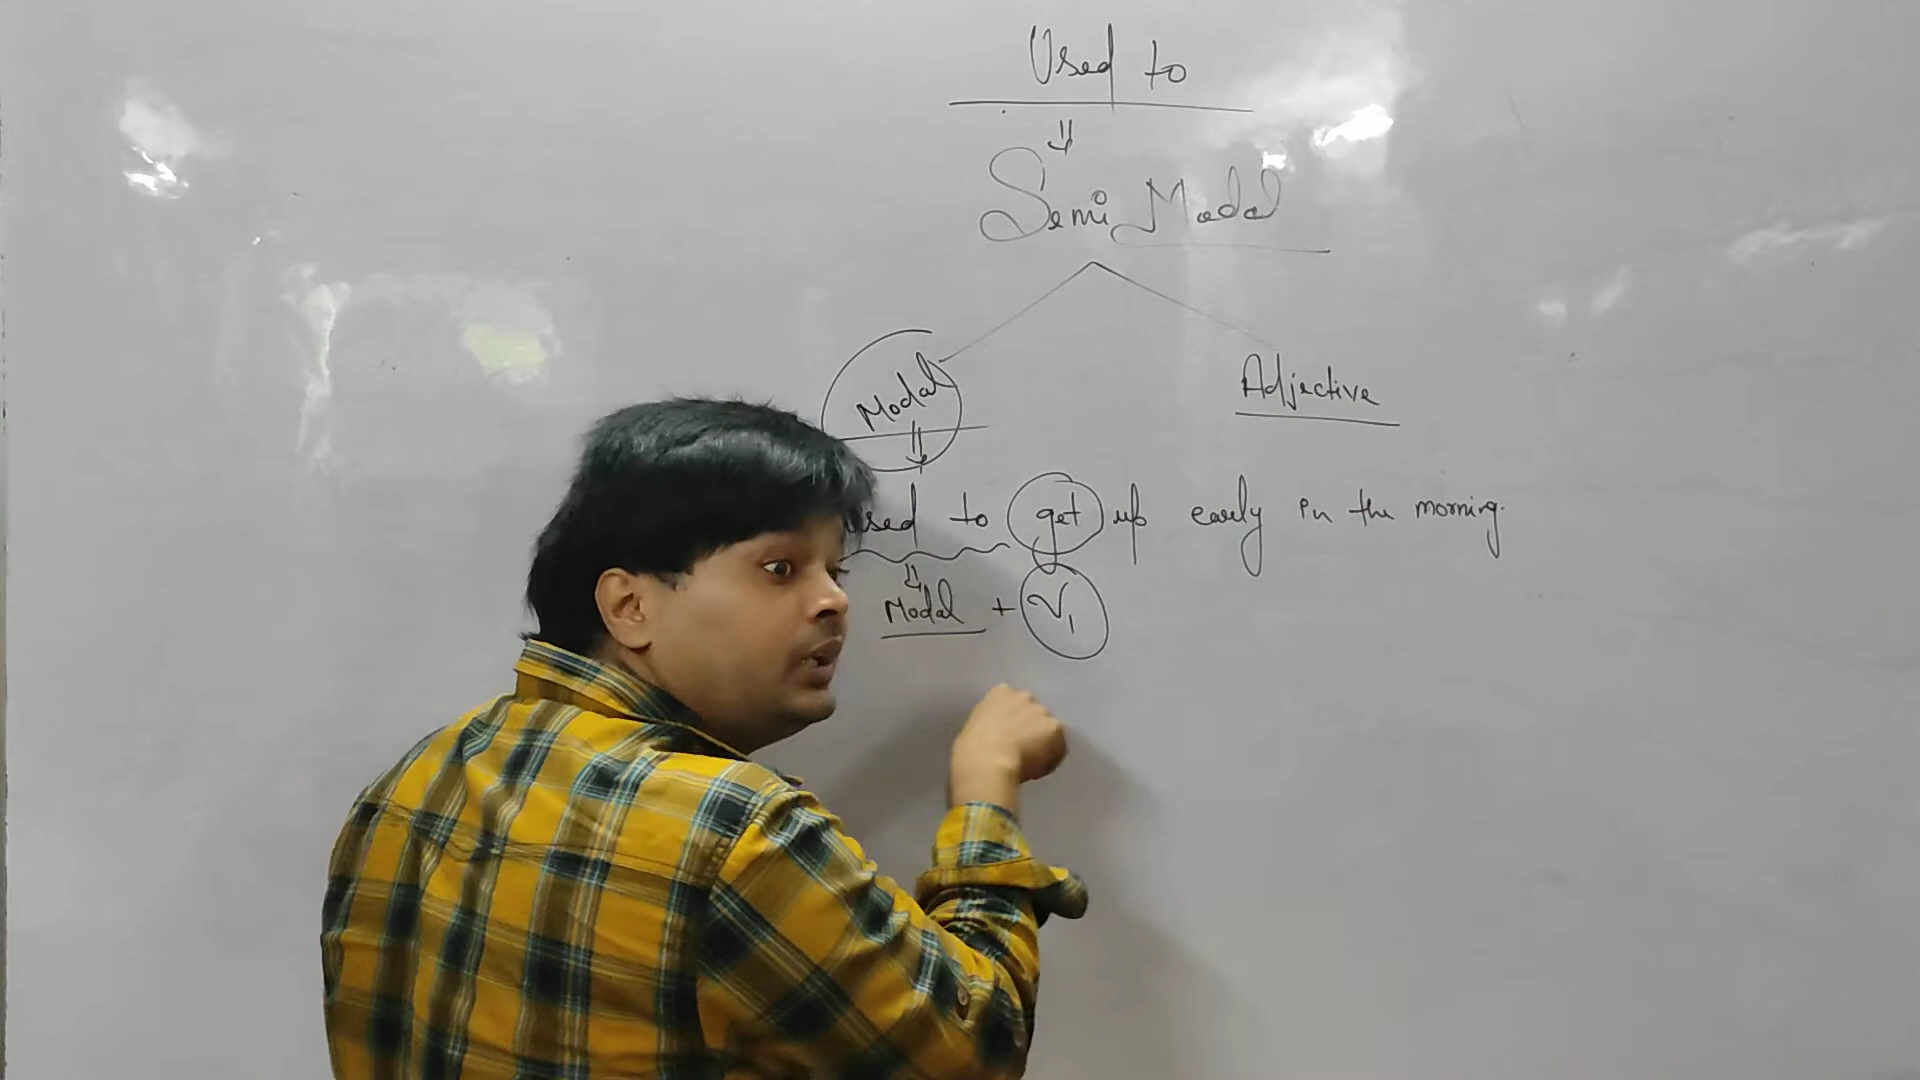 Used to
Semi Modal
Modal
Adjective
used to get up early in the morning.
Modal + V1